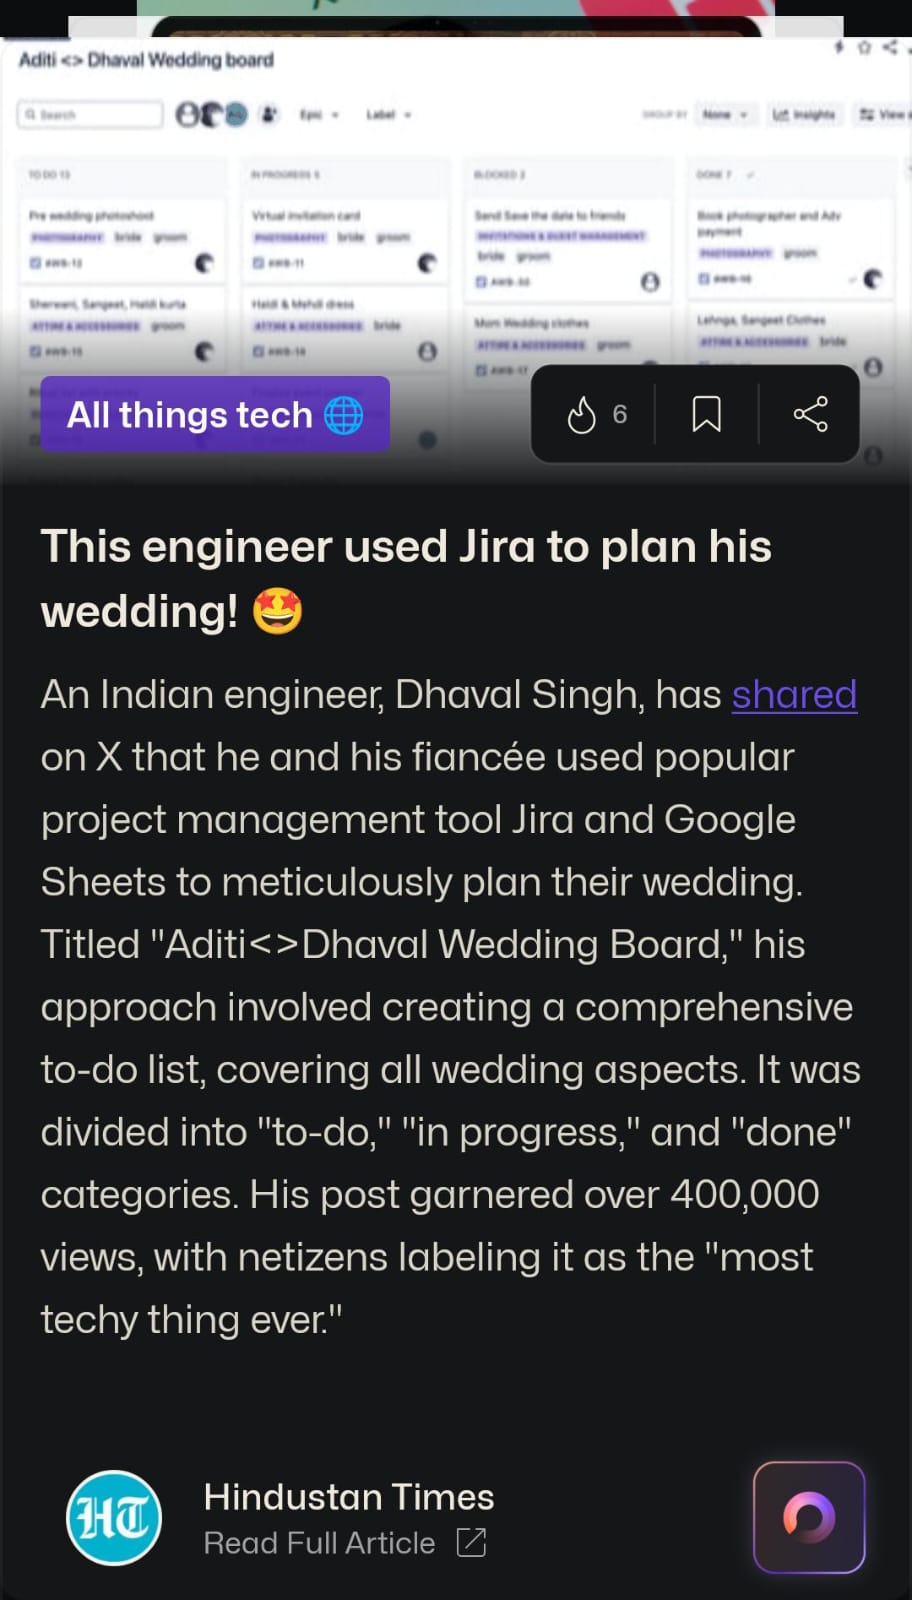 Aditi <> Dhaval Wedding board
Search
Epic
Label
GROUP BY
None
Insights
View
TO DO 13
IN PROGRESS 5
BLOCKED 2
DONE 7
Pre wedding photoshoot
PHOTOGRAPHY bride groom
AWB-12
Virtual invitation card
PHOTOGRAPHY bride groom
AWB-11
Send Save the date to friends
INVITATIONS & GUEST MANAGEMENT
bride groom
Book photographer and Adv
payment
PHOTOGRAPHY groom
Sherwani, Sangeet, Haldi kurta
ATTIRE & ACCESSORIES groom
AWB-15
Haldi & Mehdi dress
ATTIRE & ACCESSORIES bride
AWB-14
Mom Wedding clothes
ATTIRE & ACCESSORIES groom
AWB-17
Lehnga, Sangeet Clothes
ATTIRE & ACCESSORIES bride
All things tech
6
This engineer used Jira to plan his
wedding! 🤩
An Indian engineer, Dhaval Singh, has shared
on X that he and his fiancée used popular
project management tool Jira and Google
Sheets to meticulously plan their wedding.
Titled "Aditi<>Dhaval Wedding Board," his
approach involved creating a comprehensive
to-do list, covering all wedding aspects. It was
divided into "to-do," "in progress," and "done"
categories. His post garnered over 400,000
views, with netizens labeling it as the "most
techy thing ever."
HT
Hindustan Times
Read Full Article